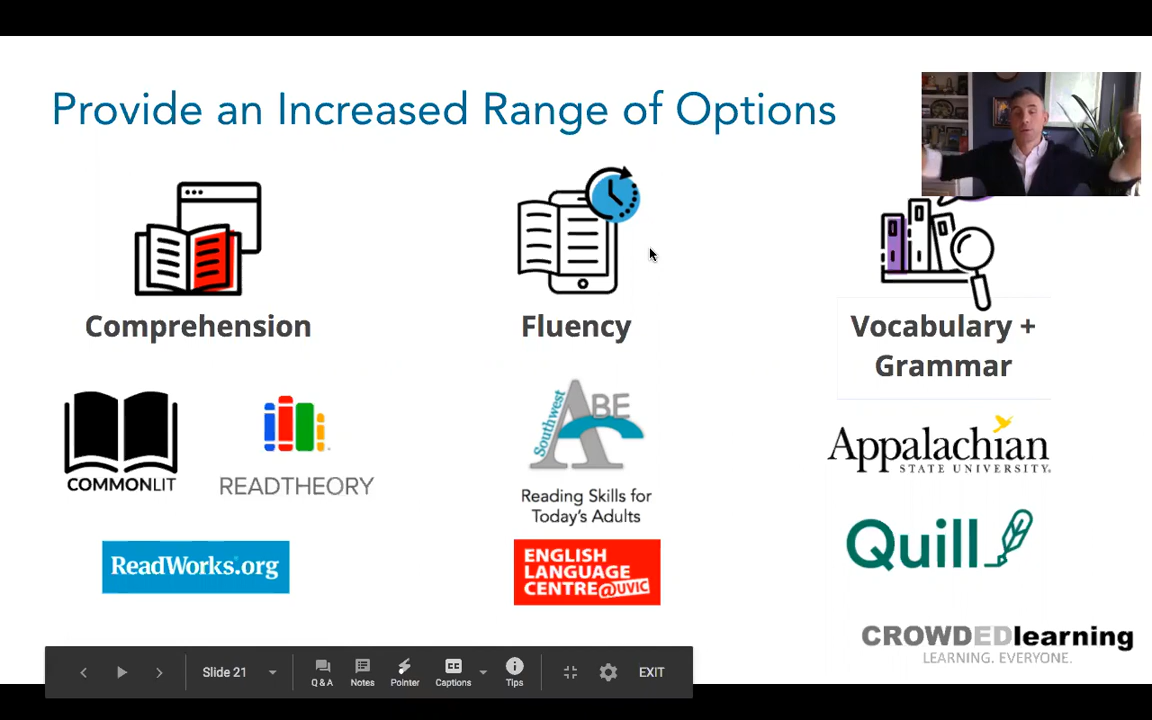 Provide an Increased Range of Options
Comprehension
Fluency
Vocabulary +
Grammar
COMMONLIT
READTHEORY
ReadWorks.org
Southwest
ABE
Reading Skills for
Today's Adults
ENGLISH
LANGUAGE
CENTRE@UVIC
Appalachian
STATE UNIVERSITY.
Quill
CROWDEDlearning
LEARNING. EVERYONE.
Slide 21
Q & A
Notes
Pointer
CC
Captions
Tips
EXIT